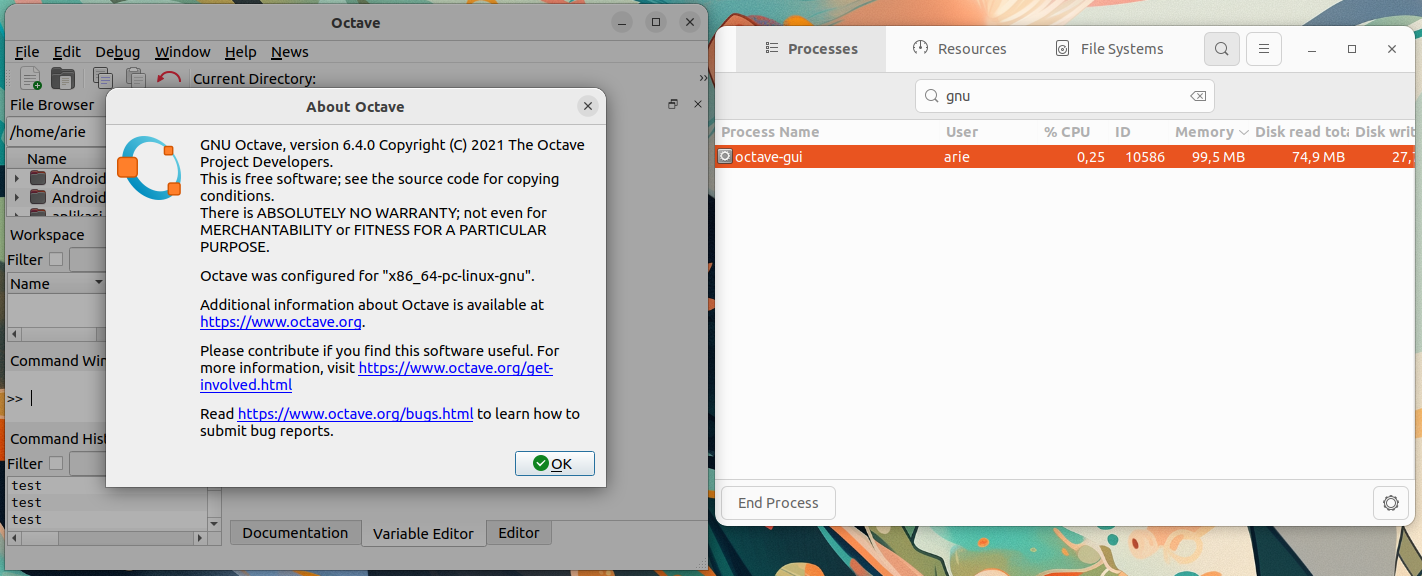 Octave
File Edit Debug Window Help News
Current Directory:
File Browser
/home/arie
Name
Android
Android
aplikasi
Workspace
Filter
Name
Command Wir
>>
Command Hist
Filter
test
test
test
Documentation Variable Editor Editor
About Octave
GNU Octave, version 6.4.0 Copyright (C) 2021 The Octave
Project Developers.
This is free software; see the source code for copying
conditions.
There is ABSOLUTELY NO WARRANTY; not even for
MERCHANTABILITY or FITNESS FOR A PARTICULAR
PURPOSE.
Octave was configured for "x86_64-pc-linux-gnu".
Additional information about Octave is available at
https://www.octave.org.
Please contribute if you find this software useful. For
more information, visit https://www.octave.org/get-
involved.html
Read https://www.octave.org/bugs.html to learn how to
submit bug reports.
OK
Processes Resources File Systems
gnu
Process Name User % CPU ID Memory Disk read tota Disk writ
octave-gui arie 0,25 10586 99,5 MB 74,9 MB 27,
End Process